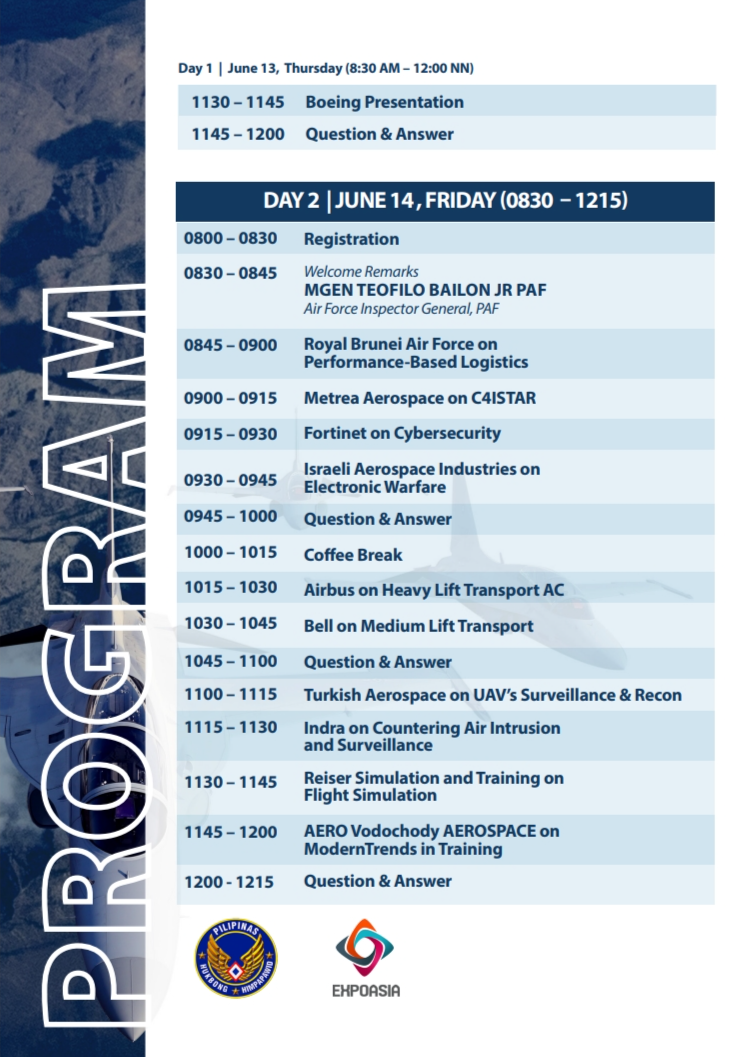 PROGRAM
Day 1 | June 13, Thursday (8:30 AM – 12:00 NN)
1130 – 1145 Boeing Presentation
1145 – 1200 Question & Answer
DAY 2 | JUNE 14, FRIDAY (0830 – 1215)
0800 – 0830 Registration
0830 – 0845 Welcome Remarks
MGEN TEOFILO BAILON JR PAF
Air Force Inspector General, PAF
0845 – 0900 Royal Brunei Air Force on
Performance-Based Logistics
0900 – 0915 Metrea Aerospace on C4ISTAR
0915 – 0930 Fortinet on Cybersecurity
0930 – 0945 Israeli Aerospace Industries on
Electronic Warfare
0945 – 1000 Question & Answer
1000 – 1015 Coffee Break
1015 – 1030 Airbus on Heavy Lift Transport AC
1030 – 1045 Bell on Medium Lift Transport
1045 – 1100 Question & Answer
1100 – 1115 Turkish Aerospace on UAV's Surveillance & Recon
1115 – 1130 Indra on Countering Air Intrusion
and Surveillance
1130 – 1145 Reiser Simulation and Training on
Flight Simulation
1145 – 1200 AERO Vodochody AEROSPACE on
ModernTrends in Training
1200 - 1215 Question & Answer
PILIPINAS
HUKBONG HIMPAPAWID
EXPOASIA